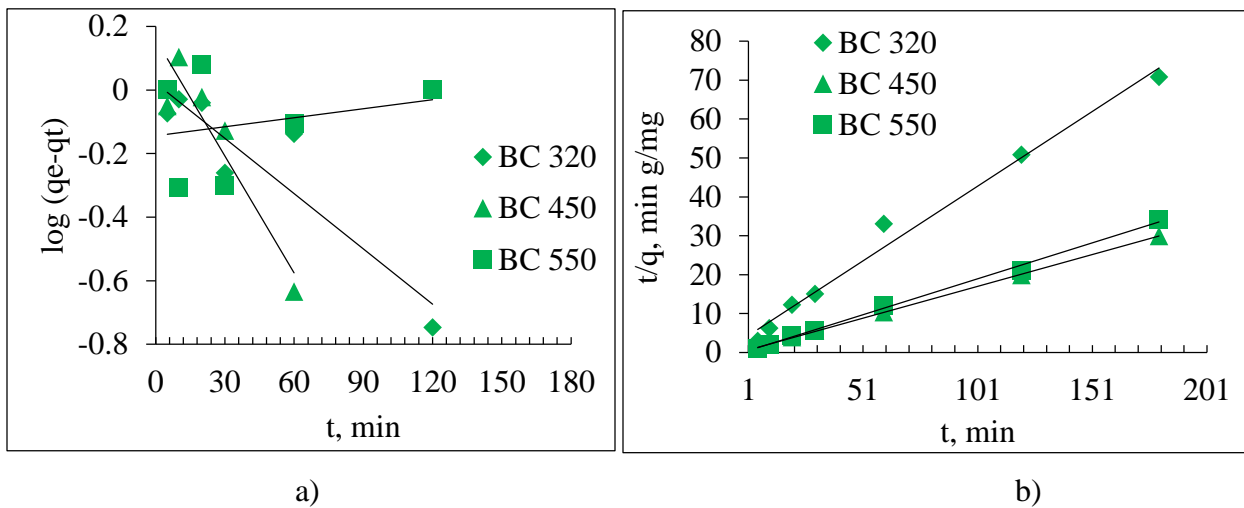 0.2
0
-0.2
-0.4
-0.6
-0.8
log (qe-qt)
BC 320
BC 450
BC 550
0 30 60 90 120 150 180
t, min
a)
80
70
60
50
40
30
20
10
0
t/q, min g/mg
BC 320
BC 450
BC 550
1 51 101 151 201
t, min
b)